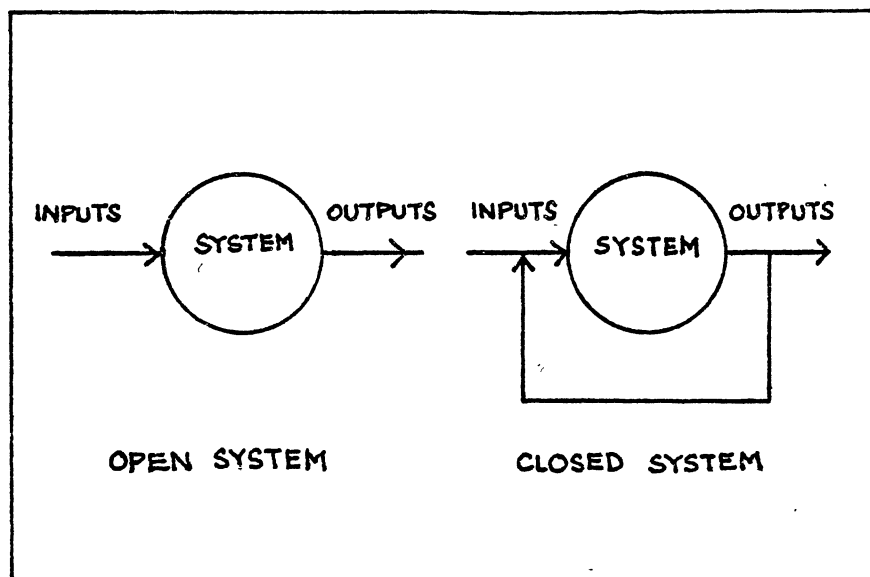 INPUTS
SYSTEM
OUTPUTS
OPEN SYSTEM
INPUTS
SYSTEM
OUTPUTS
CLOSED SYSTEM